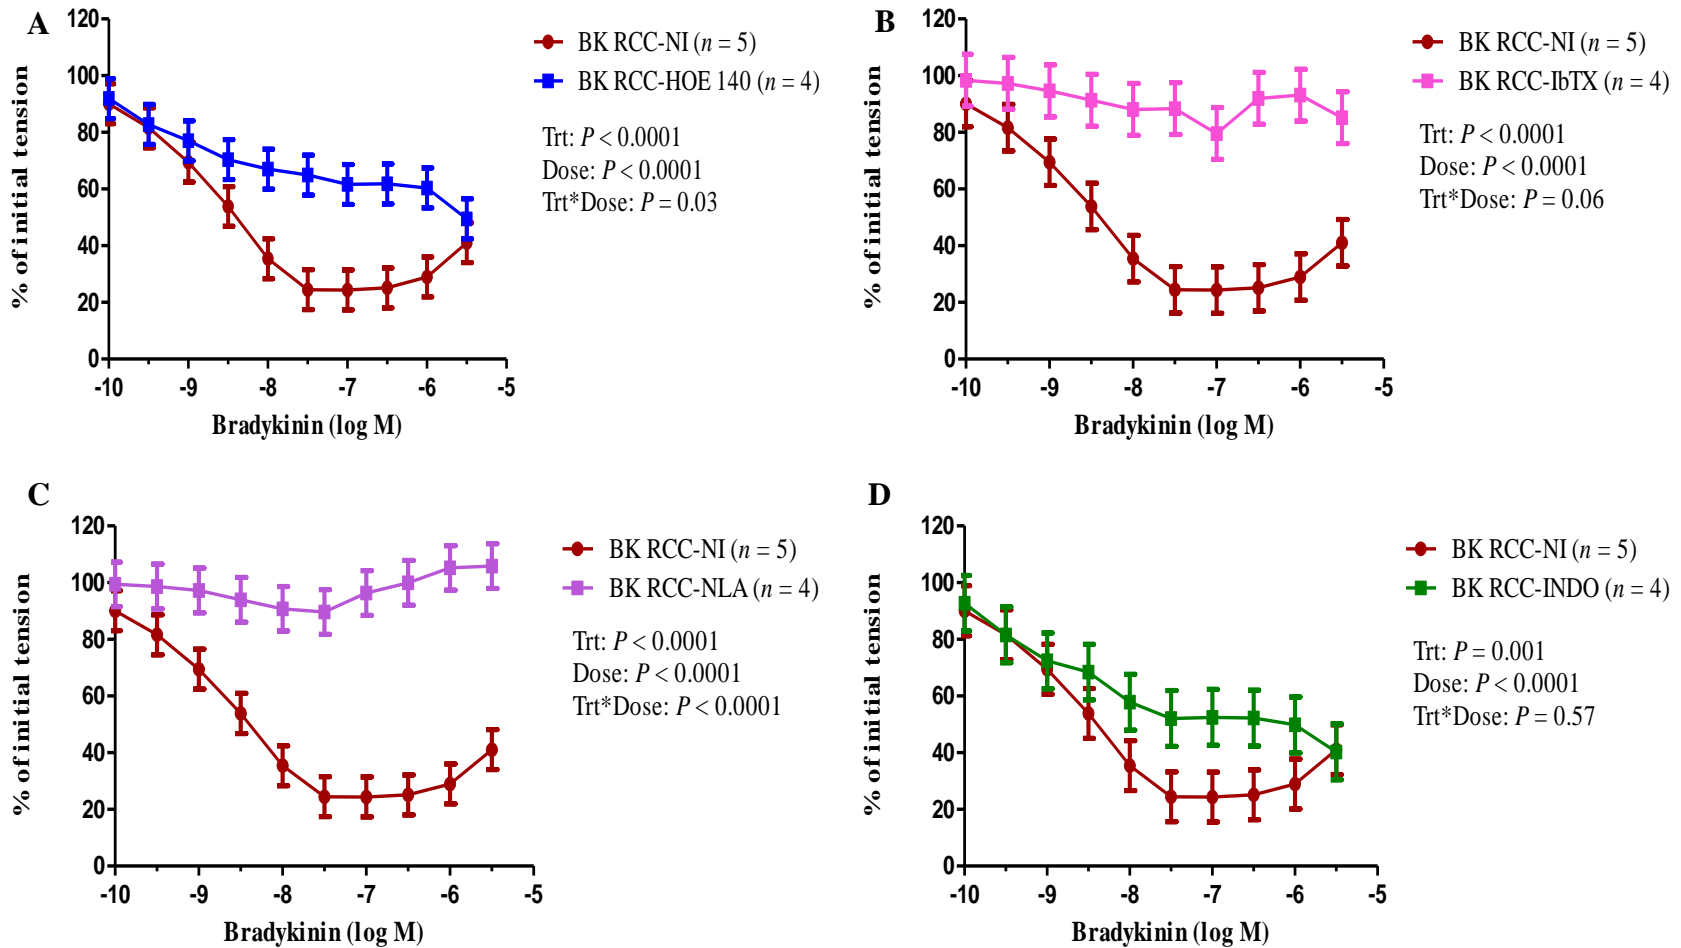 A
120
100
80
60
40
20
0
% of initial tension
-10 -9 -8 -7 -6 -5
Bradykinin (log M)
BK RCC-NI (n = 5)
BK RCC-HOE 140 (n = 4)
Trt: P < 0.0001
Dose: P < 0.0001
Trt*Dose: P = 0.03
B
120
100
80
60
40
20
0
% of initial tension
-10 -9 -8 -7 -6 -5
Bradykinin (log M)
BK RCC-NI (n = 5)
BK RCC-IbTX (n = 4)
Trt: P < 0.0001
Dose: P < 0.0001
Trt*Dose: P = 0.06
C
120
100
80
60
40
20
0
% of initial tension
-10 -9 -8 -7 -6 -5
Bradykinin (log M)
BK RCC-NI (n = 5)
BK RCC-NLA (n = 4)
Trt: P < 0.0001
Dose: P < 0.0001
Trt*Dose: P < 0.0001
D
120
100
80
60
40
20
0
% of initial tension
-10 -9 -8 -7 -6 -5
Bradykinin (log M)
BK RCC-NI (n = 5)
BK RCC-INDO (n = 4)
Trt: P = 0.001
Dose: P < 0.0001
Trt*Dose: P = 0.57